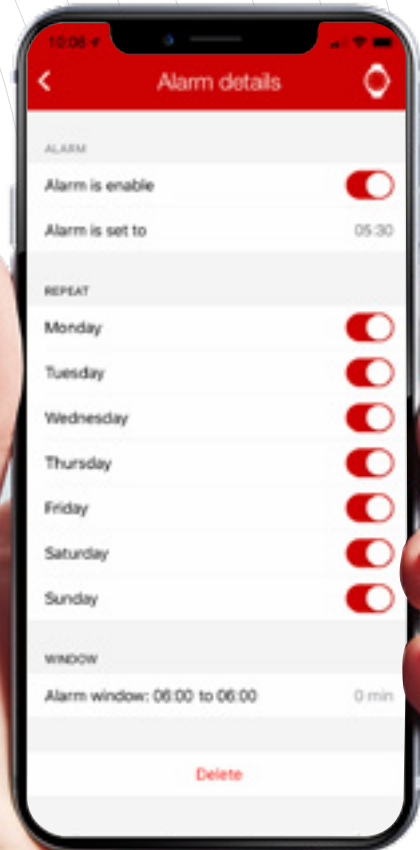 10:06
Alarm details
ALARM
Alarm is enable
Alarm is set to 05:30
REPEAT
Monday
Tuesday
Wednesday
Thursday
Friday
Saturday
Sunday
WINDOW
Alarm window: 06:00 to 06:00 0 min
Delete